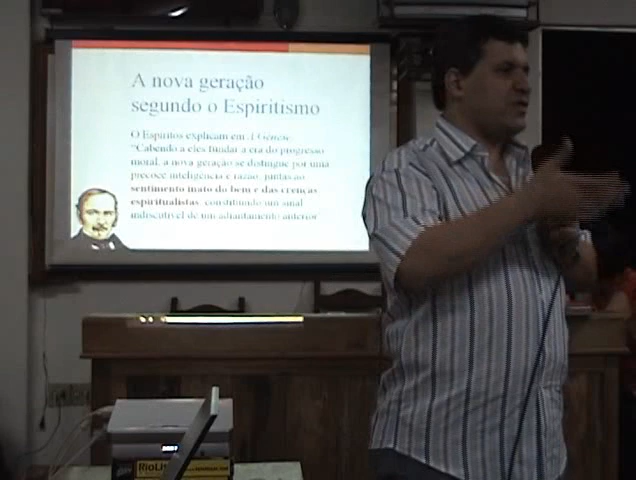 A nova geração
segundo o Espiritismo
O Espíritos explicam em A Gênese
"Cabendo a eles fundar a era do progresso
moral, a nova geração se distingue por uma
precoce inteligência e razão, juntas ao
sentimento inato do bem e das crenças
espiritualistas, constituindo um sinal
indiscutível de um adiantamento anterior